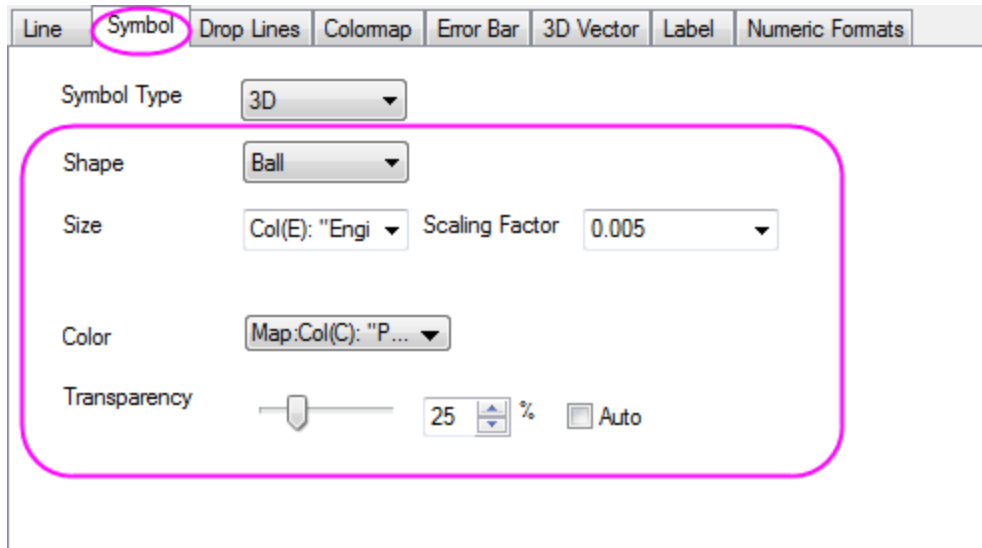 Line Symbol Drop Lines Colormap Error Bar 3D Vector Label Numeric Formats
Symbol Type 3D
Shape Ball
Size Col(E): "Engi Scaling Factor 0.005
Color Map:Col(C): "P...
Transparency 25 % Auto